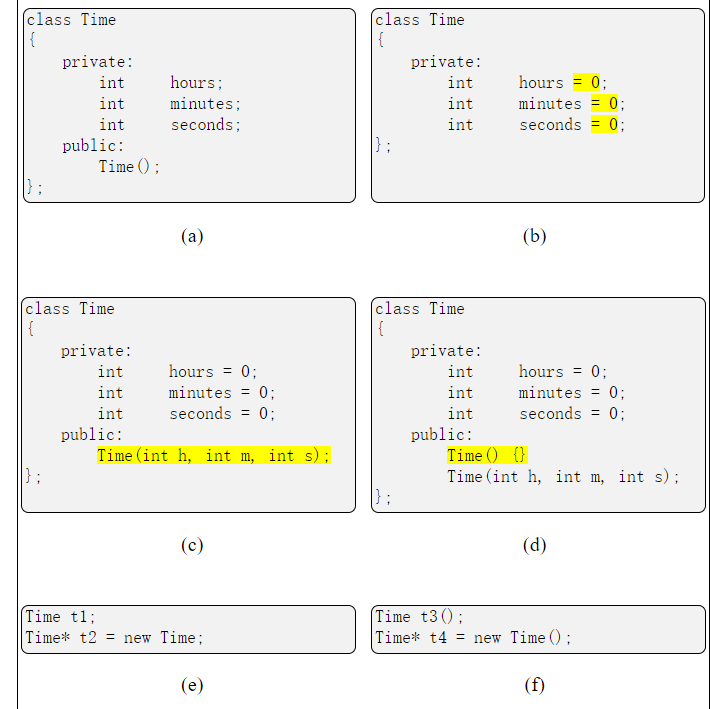 class Time
{
    private:
        int     hours;
        int     minutes;
        int     seconds;
    public:
        Time();
};
(a)
class Time
{
    private:
        int     hours = 0;
        int     minutes = 0;
        int     seconds = 0;
};
(b)
class Time
{
    private:
        int     hours = 0;
        int     minutes = 0;
        int     seconds = 0;
    public:
        Time(int h, int m, int s);
};
(c)
class Time
{
    private:
        int     hours = 0;
        int     minutes = 0;
        int     seconds = 0;
    public:
        Time() {}
        Time(int h, int m, int s);
};
(d)
Time t1;
Time* t2 = new Time;
(e)
Time t3();
Time* t4 = new Time();
(f)